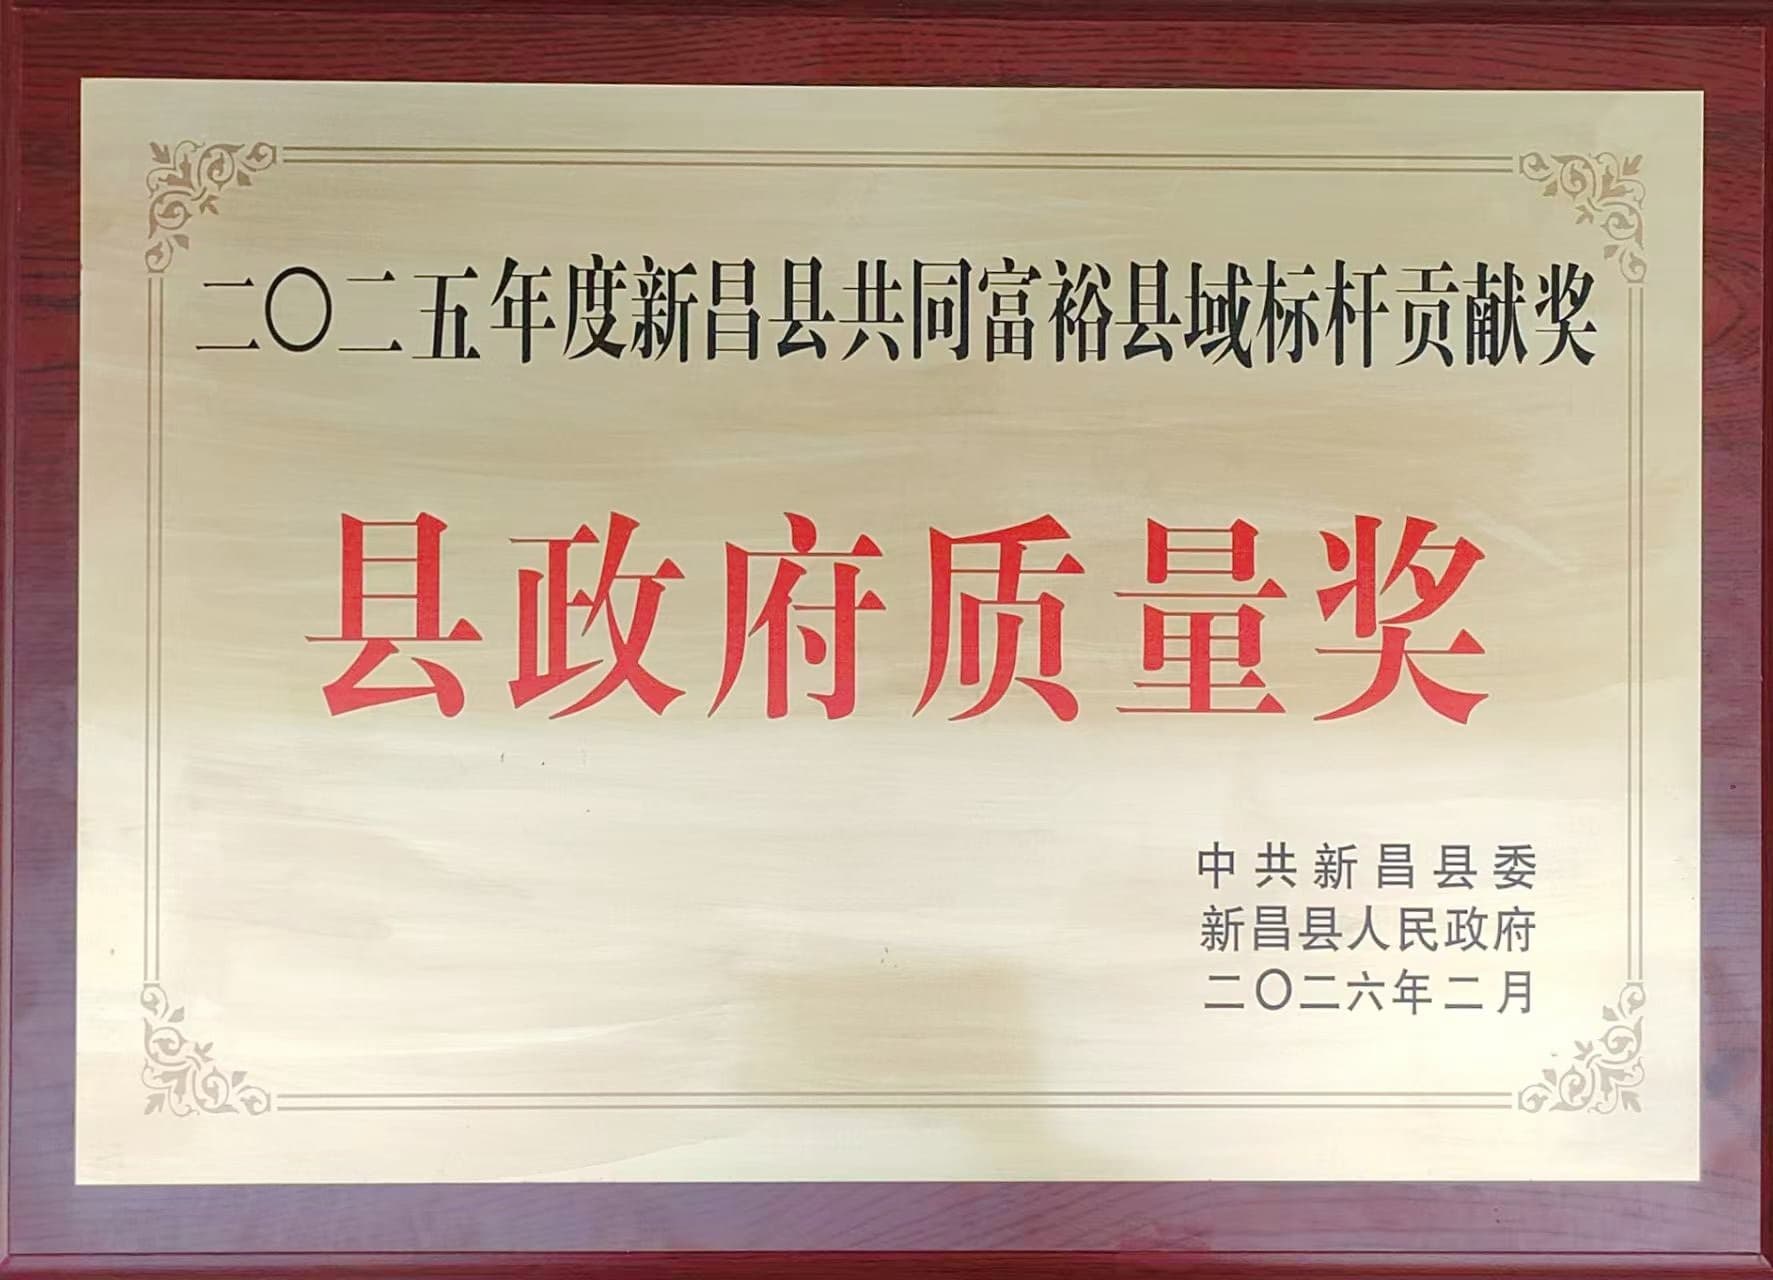 二〇二五年度新昌县共同富裕县域标杆贡献奖
县政府质量奖
中共新昌县委
新昌县人民政府
二〇二六年二月